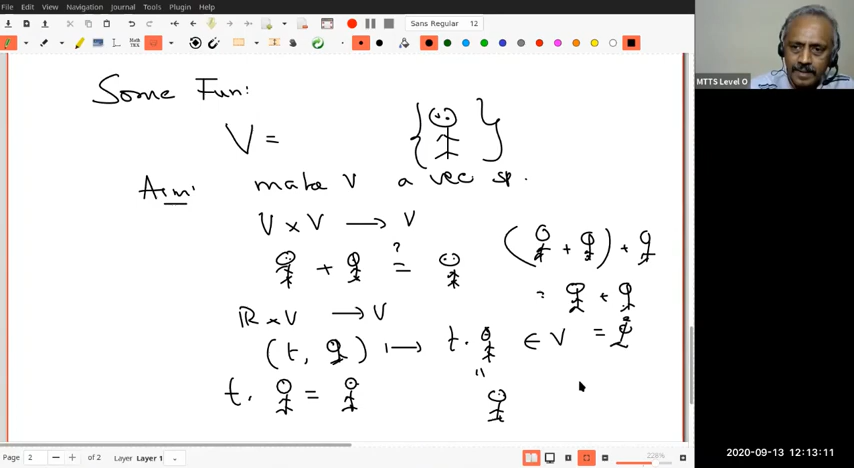 File Edit View Journal Tools Plugin Help
Sans Regular 12
Some Fun:
V = { }
Aim: make V a vec sp.
V × V → V
+ ? =
( + ) +
= +
=
ℝ × V → V
(t, ) ↦ t. ∈ V
"
t. =
MTTS Level O
Page 2 of 2 Layer Layer 1
228%
2020-09-13 12:13:11